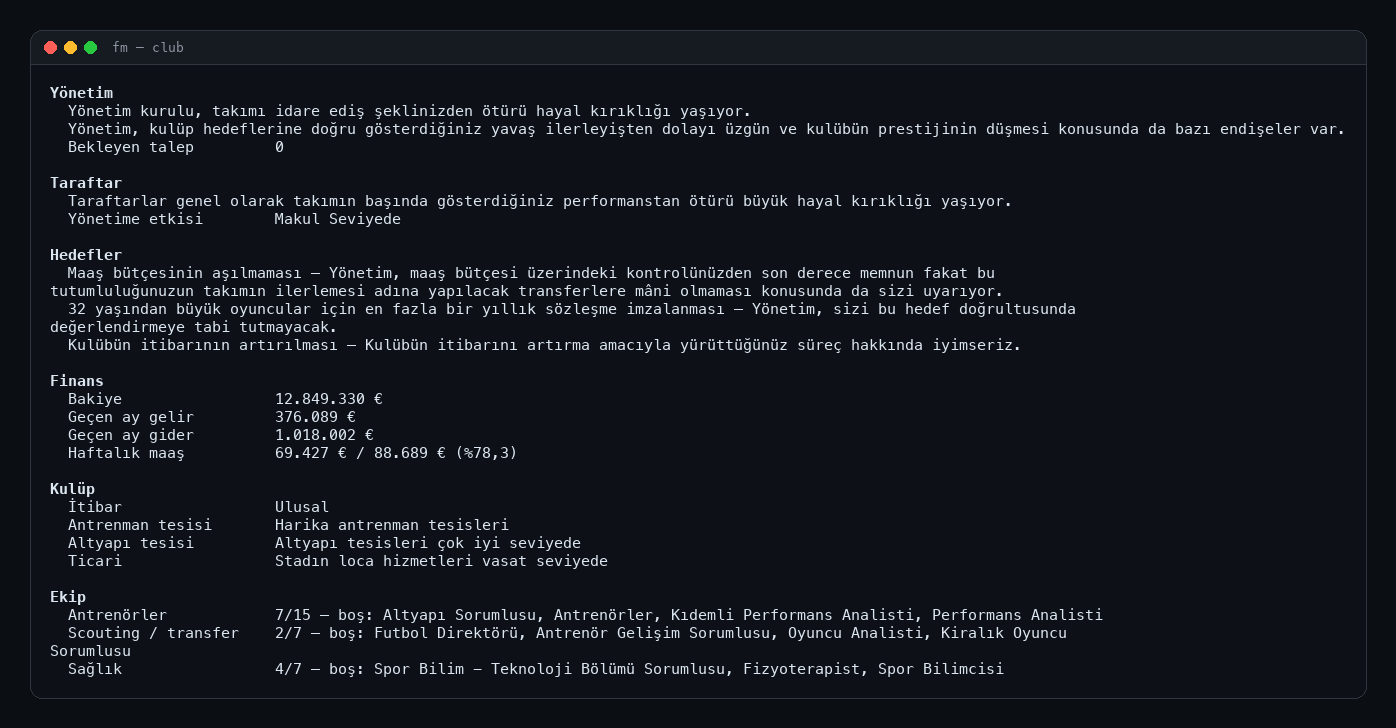 fm — club
Yönetim
Yönetim kurulu, takımı idare ediş şeklinizden ötürü hayal kırıklığı yaşıyor.
Yönetim, kulüp hedeflerine doğru gösterdiğiniz yavaş ilerleyişten dolayı üzgün ve kulübün prestijinin düşmesi konusunda da bazı endişeler var.
Bekleyen talep 0
Taraftar
Taraftarlar genel olarak takımın başında gösterdiğiniz performanstan ötürü büyük hayal kırıklığı yaşıyor.
Yönetime etkisi Makul Seviyede
Hedefler
Maaş bütçesinin aşılmaması — Yönetim, maaş bütçesi üzerindeki kontrolünüzden son derece memnun fakat bu
tutumluluğunuzun takımın ilerlemesi adına yapılacak transferlere mâni olmaması konusunda da sizi uyarıyor.
32 yaşından büyük oyuncular için en fazla bir yıllık sözleşme imzalanması — Yönetim, sizi bu hedef doğrultusunda
değerlendirmeye tabi tutmayacak.
Kulübün itibarının artırılması — Kulübün itibarını artırma amacıyla yürüttüğünüz süreç hakkında iyimseriz.
Finans
Bakiye 12.849.330 €
Geçen ay gelir 376.089 €
Geçen ay gider 1.018.002 €
Haftalık maaş 69.427 € / 88.689 € (%78,3)
Kulüp
İtibar Ulusal
Antrenman tesisi Harika antrenman tesisleri
Altyapı tesisi Altyapı tesisleri çok iyi seviyede
Ticari Stadın loca hizmetleri vasat seviyede
Ekip
Antrenörler 7/15 — boş: Altyapı Sorumlusu, Antrenörler, Kıdemli Performans Analisti, Performans Analisti
Scouting / transfer 2/7 — boş: Futbol Direktörü, Antrenör Gelişim Sorumlusu, Oyuncu Analisti, Kiralık Oyuncu
Sorumlusu
Sağlık 4/7 — boş: Spor Bilim - Teknoloji Bölümü Sorumlusu, Fizyoterapist, Spor Bilimcisi